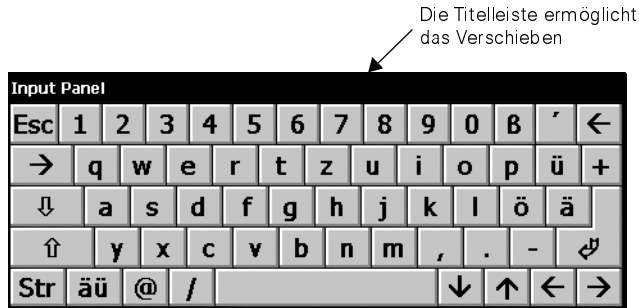 Die Titelleiste ermöglicht
das Verschieben
Input Panel
Esc 1 2 3 4 5 6 7 8 9 0 ß ´ ←
→ q w e r t z u i o p ü +
⇩ a s d f g h j k l ö ä
⇧ y x c v b n m , . - ↵
Str äü @ / ↓ ↑ ← →